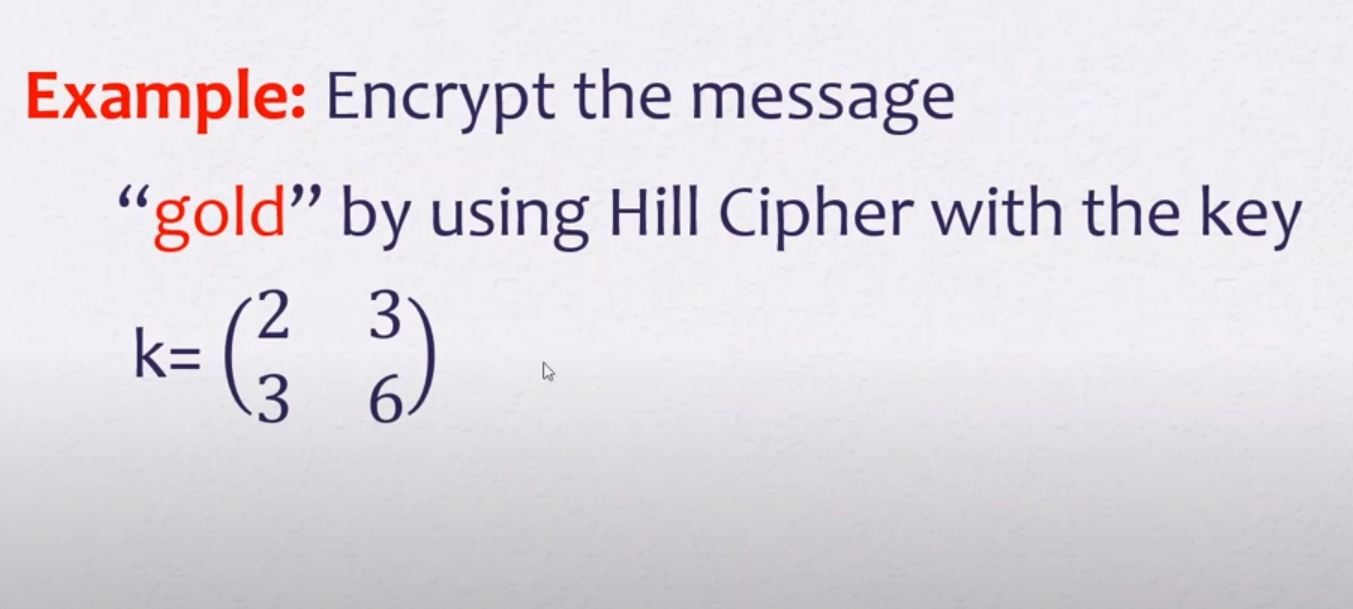 Example: Encrypt the message
“gold” by using Hill Cipher with the key
k= (2 3
3 6)